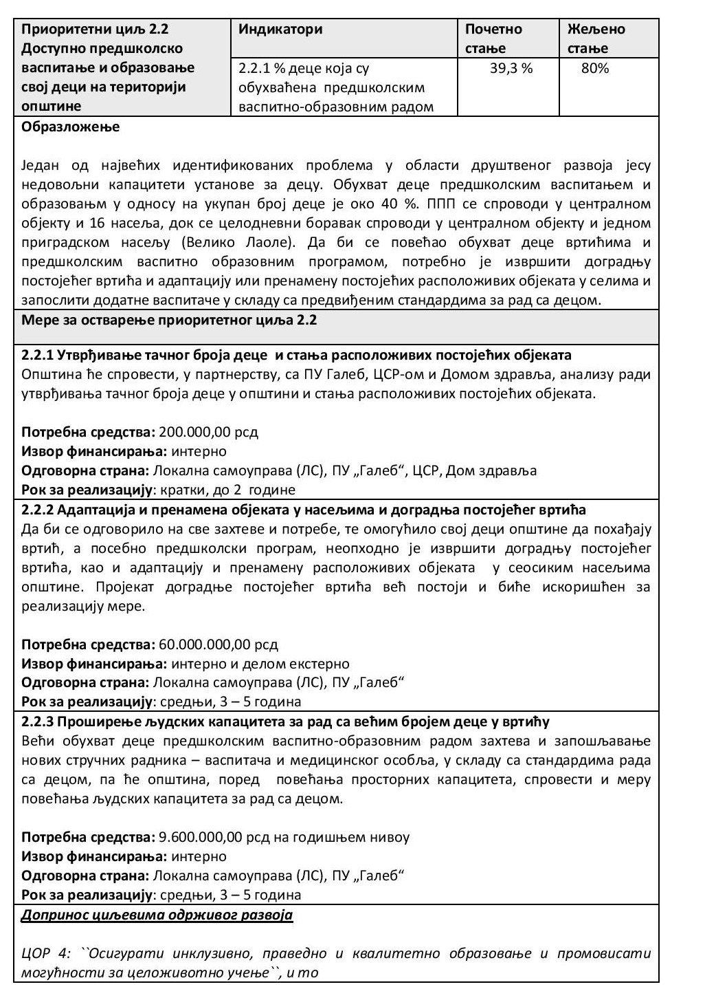 Приоритетни циљ 2.2
Доступно предшколско
васпитање и образовање
свој деци на територији
општине
Индикатори
Почетно
стање
Жељено
стање
2.2.1 % деце која су
обухваћена предшколским
васпитно-образовним радом
39,3 %
80%
Образложење
Један од највећих идентификованих проблема у области друштвеног развоја јесу
недовољни капацитети установе за децу. Обухват деце предшколским васпитањем и
образовањм у односу на укупан број деце је око 40 %. ППП се спроводи у централном
објекту и 16 насеља, док се целодневни боравак спроводи у централном објекту и једном
приградском насељу (Велико Лаоле). Да би се повећао обухват деце вртићима и
предшколским васпитно образовним програмом, потребно је извршити доградњу
постојећег вртића и адаптацију или пренамену постојећих расположивих објеката у селима и
запослити додатне васпитаче у складу са предвиђеним стандардима за рад са децом.
Мере за остварење приоритетног циља 2.2
2.2.1 Утврђивање тачног броја деце и стања расположивих постојећих објеката
Општина ће спровести, у партнерству, са ПУ Галеб, ЦСР-ом и Домом здравља, анализу ради
утврђивања тачног броја деце у општини и стања расположивих постојећих објеката.
Потребна средства: 200.000,00 рсд
Извор финансирања: интерно
Одговорна страна: Локална самоуправа (ЛС), ПУ „Галеб“, ЦСР, Дом здравља
Рок за реализацију: кратки, до 2 године
2.2.2 Адаптација и пренамена објеката у насељима и доградња постојећег вртића
Да би се одговорило на све захтеве и потребе, те омогућило свој деци општине да похађају
вртић, а посебно предшколски програм, неопходно је извршити доградњу постојећег
вртића, као и адаптацију и пренамену расположивих објеката у сеосиким насељима
општине. Пројекат доградње постојећег вртића већ постоји и биће искоришћен за
реализацију мере.
Потребна средства: 60.000.000,00 рсд
Извор финансирања: интерно и делом екстерно
Одговорна страна: Локална самоуправа (ЛС), ПУ „Галеб“
Рок за реализацију: средњи, 3 – 5 година
2.2.3 Проширење људских капацитета за рад са већим бројем деце у вртићу
Већи обухват деце предшколским васпитно-образовним радом захтева и запошљавање
нових стручних радника – васпитача и медицинског особља, у складу са стандардима рада
са децом, па ће општина, поред повећања просторних капацитета, спровести и меру
повећања људских капацитета за рад са децом.
Потребна средства: 9.600.000,00 рсд на годишњем нивоу
Извор финансирања: интерно
Одговорна страна: Локална самоуправа (ЛС), ПУ „Галеб“
Рок за реализацију: средњи, 3 – 5 година
Допринос циљевима одрживог развоја
ЦОР 4: ``Осигурати инклузивно, праведно и квалитетно образовање и промовисати
могућности за целоживотно учење``, и то